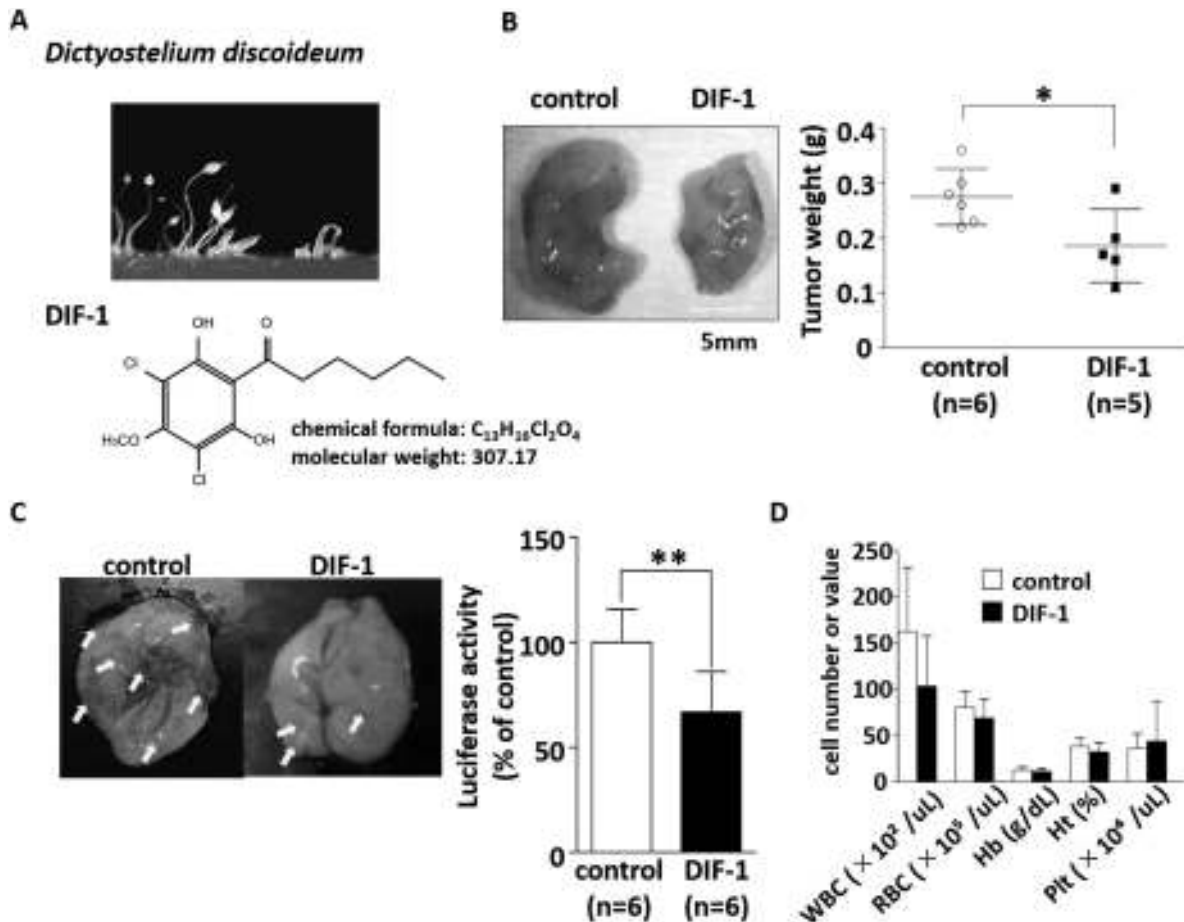 A
Dictyostelium discoideum
DIF-1
OH
O
Cl
H₃CO
OH
Cl
chemical formula: C₁₃H₁₆Cl₂O₄
molecular weight: 307.17
B
control DIF-1
5mm
*
Tumor weight (g)
0.4
0.3
0.2
0.1
0
control DIF-1
(n=6) (n=5)
C
control DIF-1
Luciferase activity
(% of control)
150
100
50
0
**
control DIF-1
(n=6) (n=6)
D
cell number or value
250
200
150
100
50
0
control
DIF-1
WBC (×10² /uL)
RBC (×10⁵ /uL)
Hb (g/dL)
Ht (%)
Plt (×10⁴ /uL)